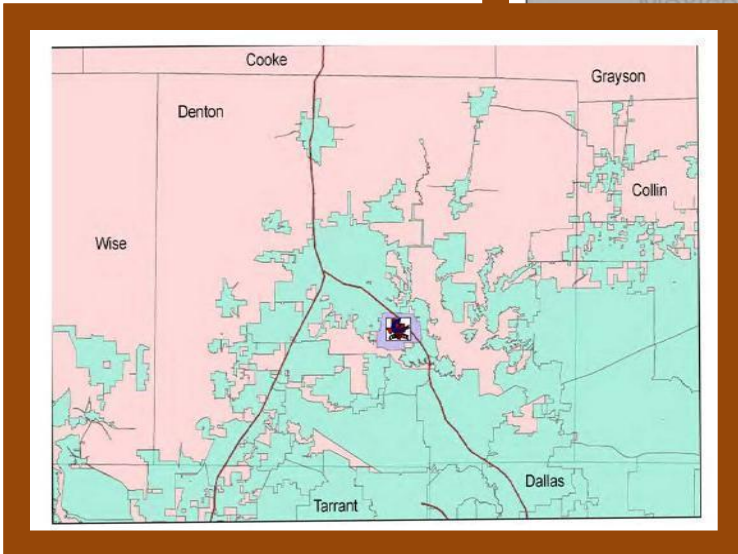 Cooke
Grayson
Denton
Collin
Wise
Dallas
Tarrant